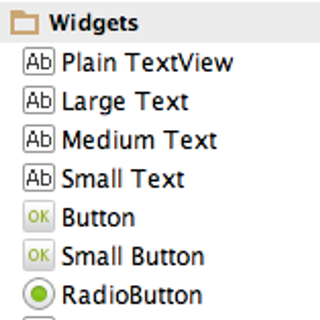 Widgets
Ab Plain TextView
Ab Large Text
Ab Medium Text
Ab Small Text
OK Button
OK Small Button
RadioButton